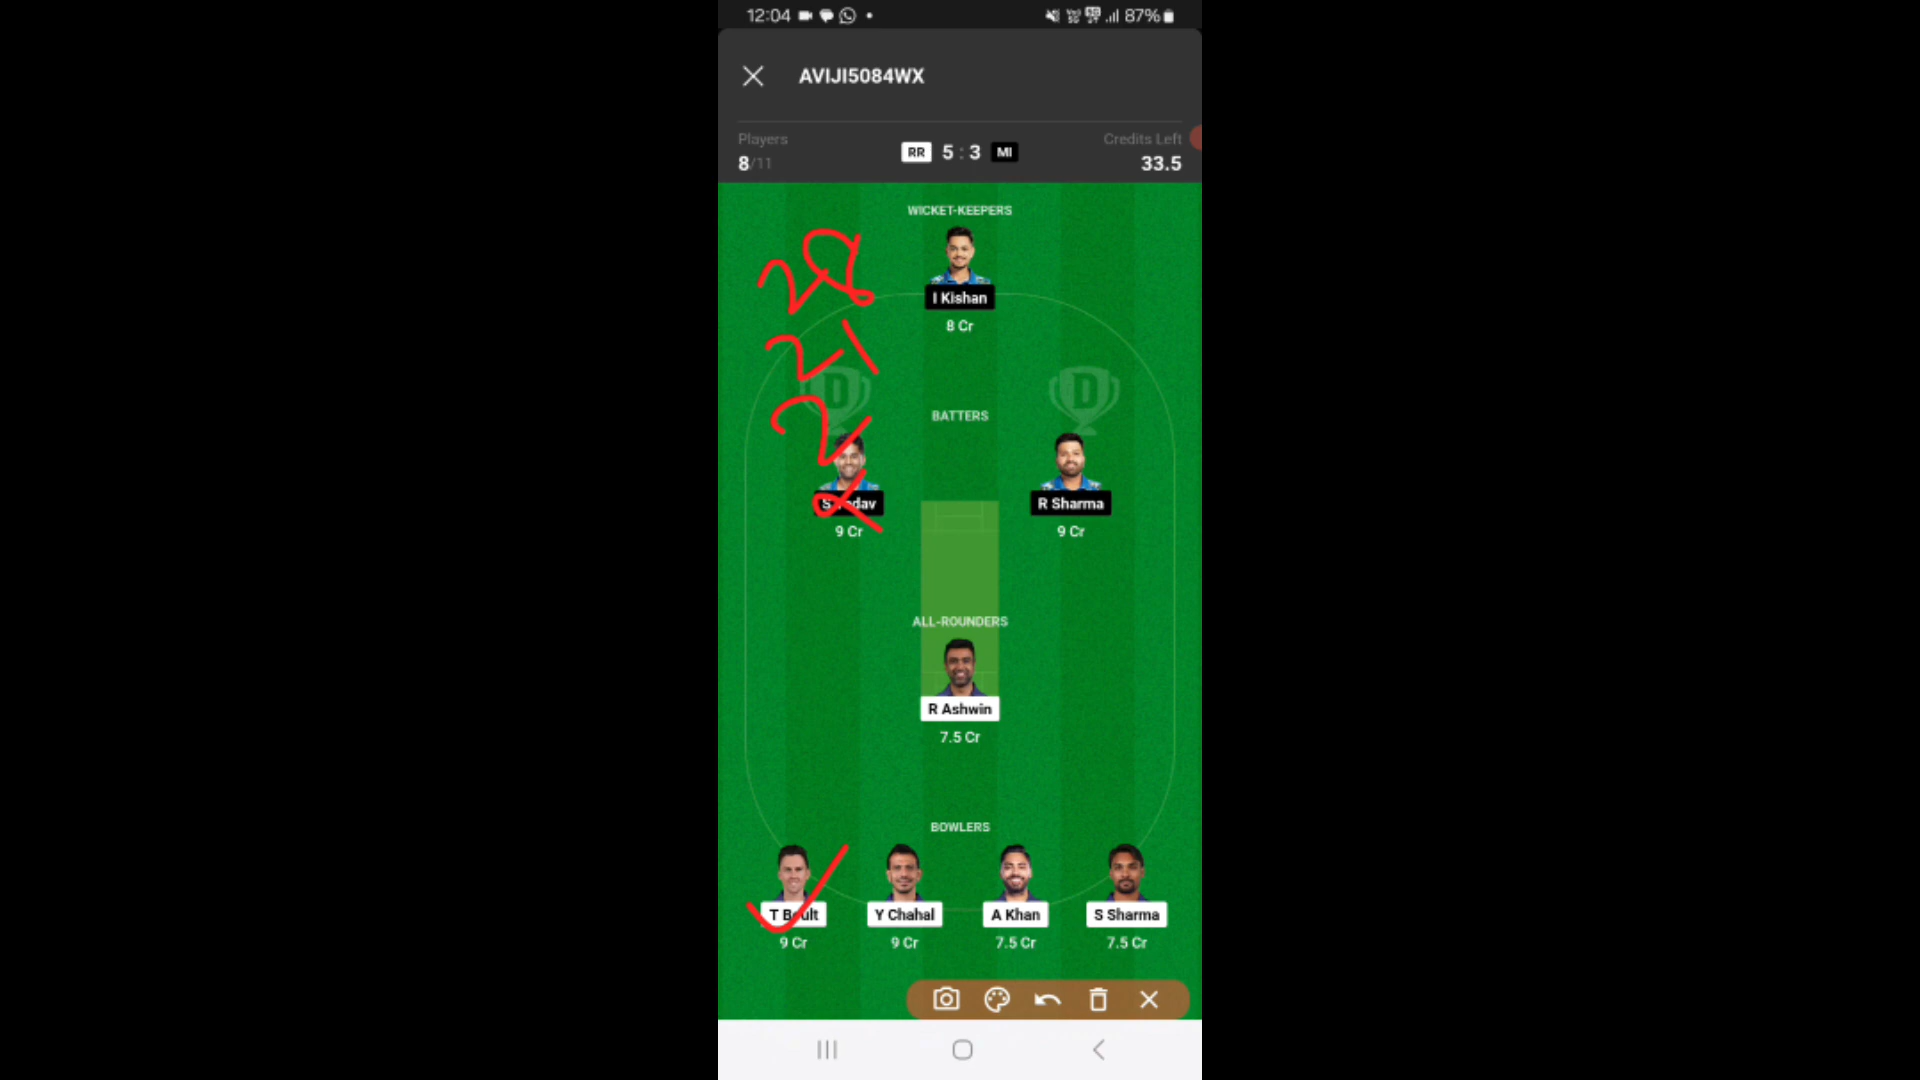 12:04 87%
AVIJI5084WX
Players Credits Left
8/11 RR 5 : 3 MI 33.5
WICKET-KEEPERS
28
I Kishan
8 Cr
21
D D
BATTERS
2
R Sharma
9 Cr 9 Cr
ALL-ROUNDERS
R Ashwin
7.5 Cr
BOWLERS
T Boult Y Chahal A Khan S Sharma
9 Cr 9 Cr 7.5 Cr 7.5 Cr